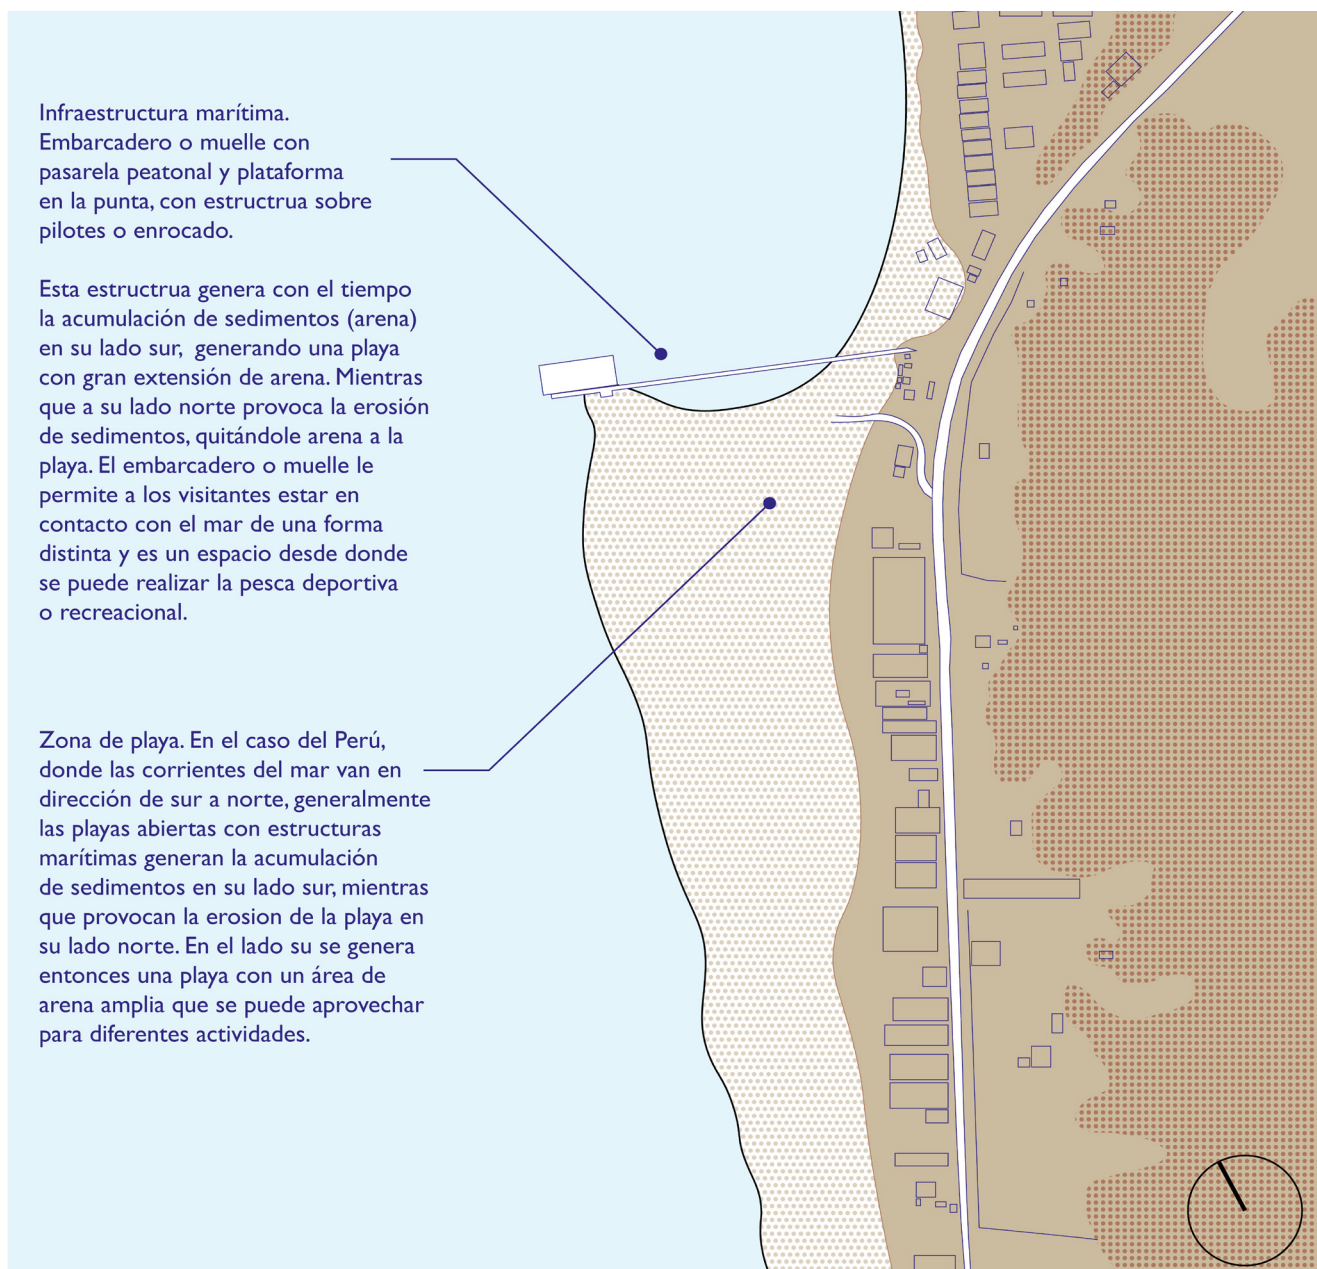 Infraestructura marítima.
Embarcadero o muelle con
pasarela peatonal y plataforma
en la punta, con estructrua sobre
pilotes o enrocado.
Esta estructrua genera con el tiempo
la acumulación de sedimentos (arena)
en su lado sur, generando una playa
con gran extensión de arena. Mientras
que a su lado norte provoca la erosión
de sedimentos, quitándole arena a la
playa. El embarcadero o muelle le
permite a los visitantes estar en
contacto con el mar de una forma
distinta y es un espacio desde donde
se puede realizar la pesca deportiva
o recreacional.
Zona de playa. En el caso del Perú,
donde las corrientes del mar van en
dirección de sur a norte, generalmente
las playas abiertas con estructuras
marítimas generan la acumulación
de sedimentos en su lado sur, mientras
que provocan la erosion de la playa en
su lado norte. En el lado su se genera
entonces una playa con un área de
arena amplia que se puede aprovechar
para diferentes actividades.